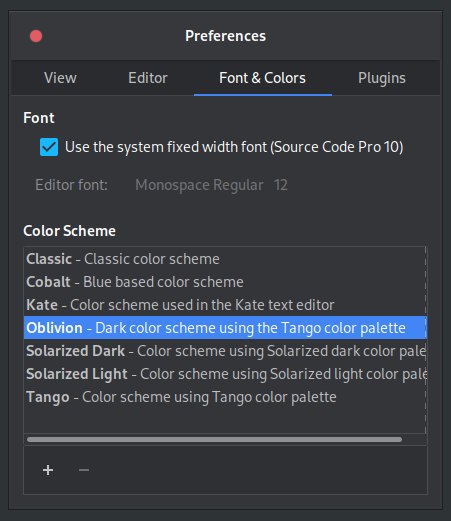 Preferences
View Editor Font & Colors Plugins
Font
Use the system fixed width font (Source Code Pro 10)
Editor font: Monospace Regular 12
Color Scheme
Classic - Classic color scheme
Cobalt - Blue based color scheme
Kate - Color scheme used in the Kate text editor
Oblivion - Dark color scheme using the Tango color palette
Solarized Dark - Color scheme using Solarized dark color pale
Solarized Light - Color scheme using Solarized light color pale
Tango - Color scheme using Tango color palette